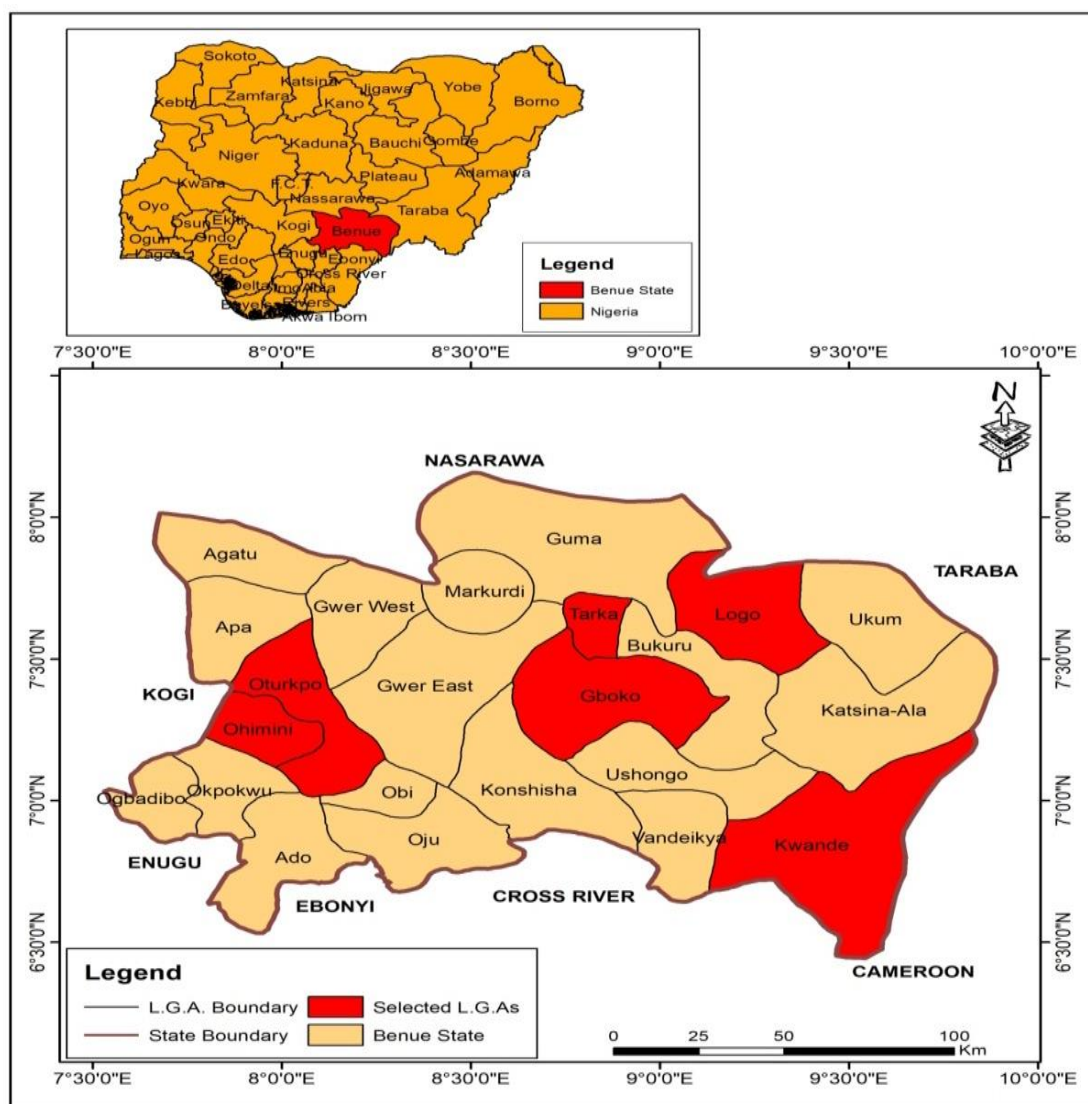 Sokoto
Katsina
Jigawa
Yobe
Kebbi
Zamfara
Kano
Borno
Kaduna
Bauchi
Gombe
Niger
Adamawa
Plateau
Kwara
F.C.T.
Nassarawa
Taraba
Oyo
Ekiti
Kogi
Osun
Benue
Ogun
Ondo
Lagos
Edo
Enugu
Ebonyi
Cross River
Delta
Imo
Abia
Rivers
Akwa Ibom
Legend
Benue State
Nigeria
7°30'0"E 8°0'0"E 8°30'0"E 9°0'0"E 9°30'0"E 10°0'0"E
N
NASARAWA
8°0'0"N
8°0'0"N
Guma
Agatu
TARABA
Markurdi
Gwer West
Tarka
Logo
Ukum
Apa
Bukuru
7°30'0"N
7°30'0"N
Oturkpo
Gwer East
KOGI
Gboko
Katsina-Ala
Ohimini
Ushongo
Okpokwu
Obi
Konshisha
Ogbadibo
7°0'0"N
7°0'0"N
Oju
Vandeikya
Kwande
ENUGU
Ado
CROSS RIVER
EBONYI
6°30'0"N
6°30'0"N
CAMEROON
Legend
L.G.A. Boundary
Selected L.G.As
State Boundary
Benue State
0 25 50 100
Km
7°30'0"E 8°0'0"E 8°30'0"E 9°0'0"E 9°30'0"E 10°0'0"E